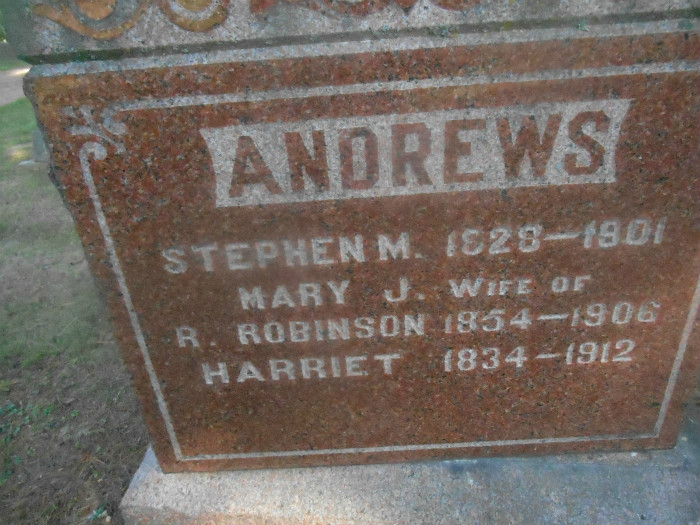 ANDREWS
STEPHEN M. 1828-1901
MARY J. WIFE OF
R. ROBINSON 1854-1906
HARRIET 1834-1912